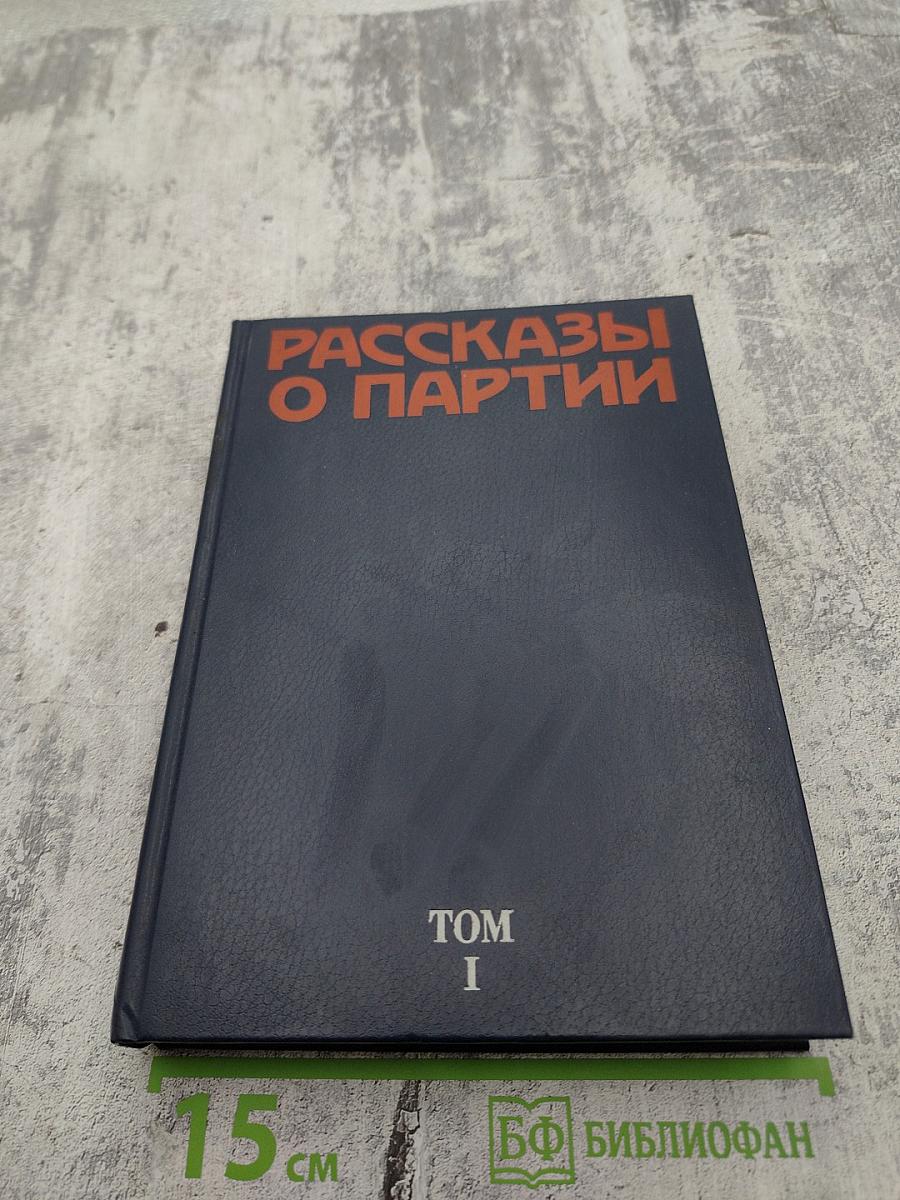 РАССКАЗЫ
О ПАРТИИ
ТОМ
I
15 см
БФ БИБЛИОФАН